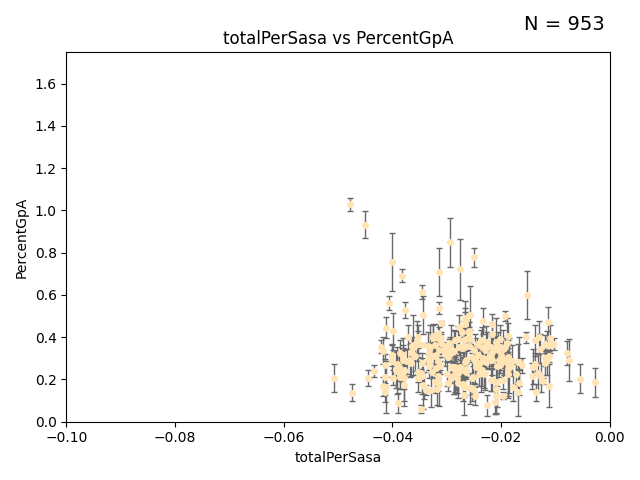 N = 953
totalPerSasa vs PercentGpA
PercentGpA
1.6
1.4
1.2
1.0
0.8
0.6
0.4
0.2
0.0
−0.10 −0.08 −0.06 −0.04 −0.02 0.00
totalPerSasa